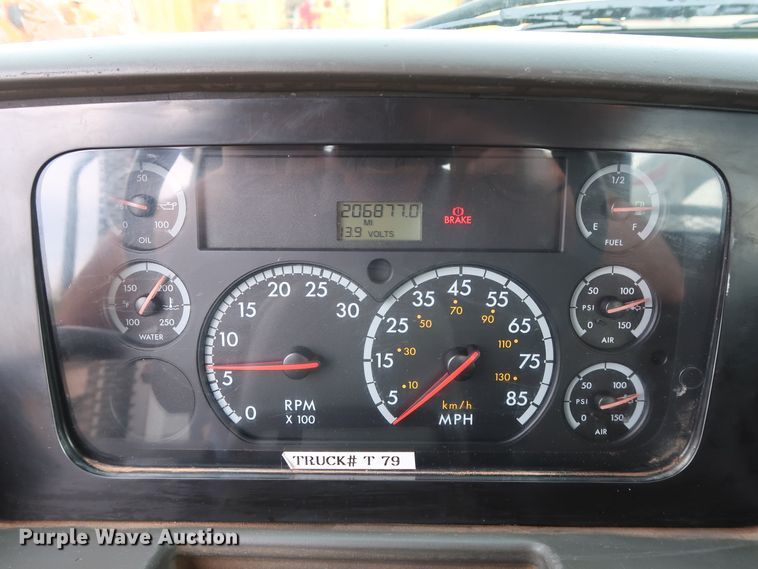 206877.0
MI
13.9 VOLTS
BRAKE
50
0 100
OIL
1/2
E F
FUEL
150 200
°F
100 250
WATER
0 5 10 15 20 25 30
RPM
X 100
5 15 25 35 45 55 65 75 85
10 30 50 70 90 110 130
km/h
MPH
50 100
PSI
0 150
AIR
50 100
PSI
0 150
AIR
TRUCK# T 79
Purple Wave Auction